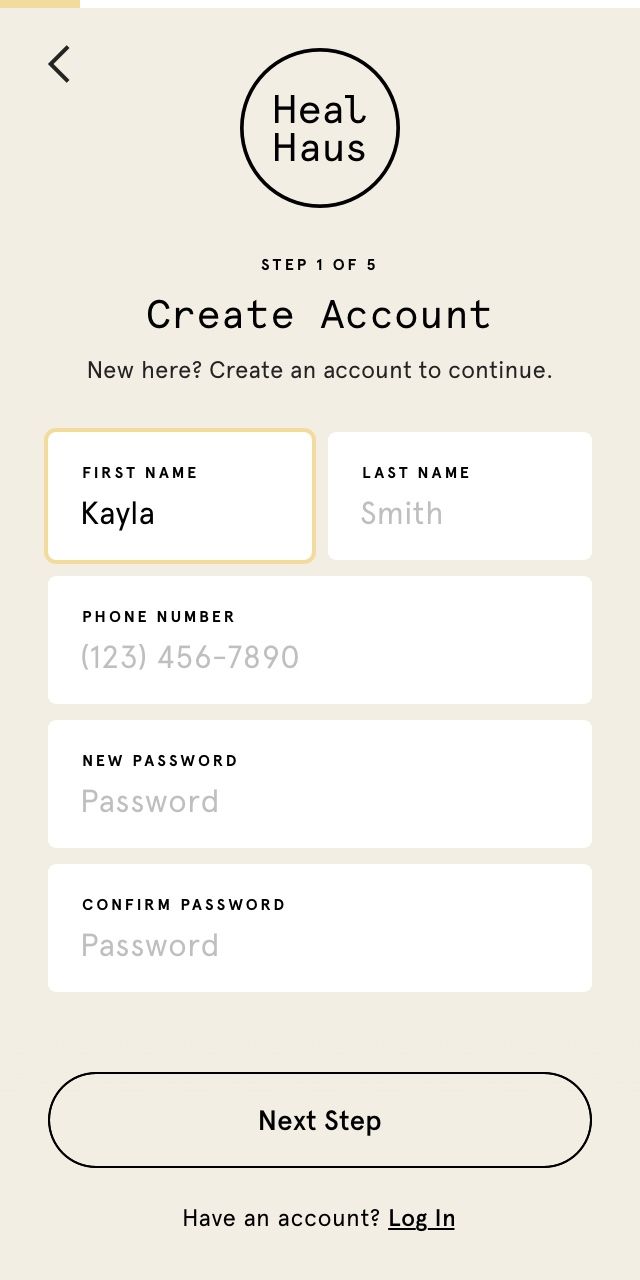 Heal
Haus
STEP 1 OF 5
Create Account
New here? Create an account to continue.
FIRST NAME
Kayla
LAST NAME
Smith
PHONE NUMBER
(123) 456-7890
NEW PASSWORD
Password
CONFIRM PASSWORD
Password
Next Step
Have an account? Log In